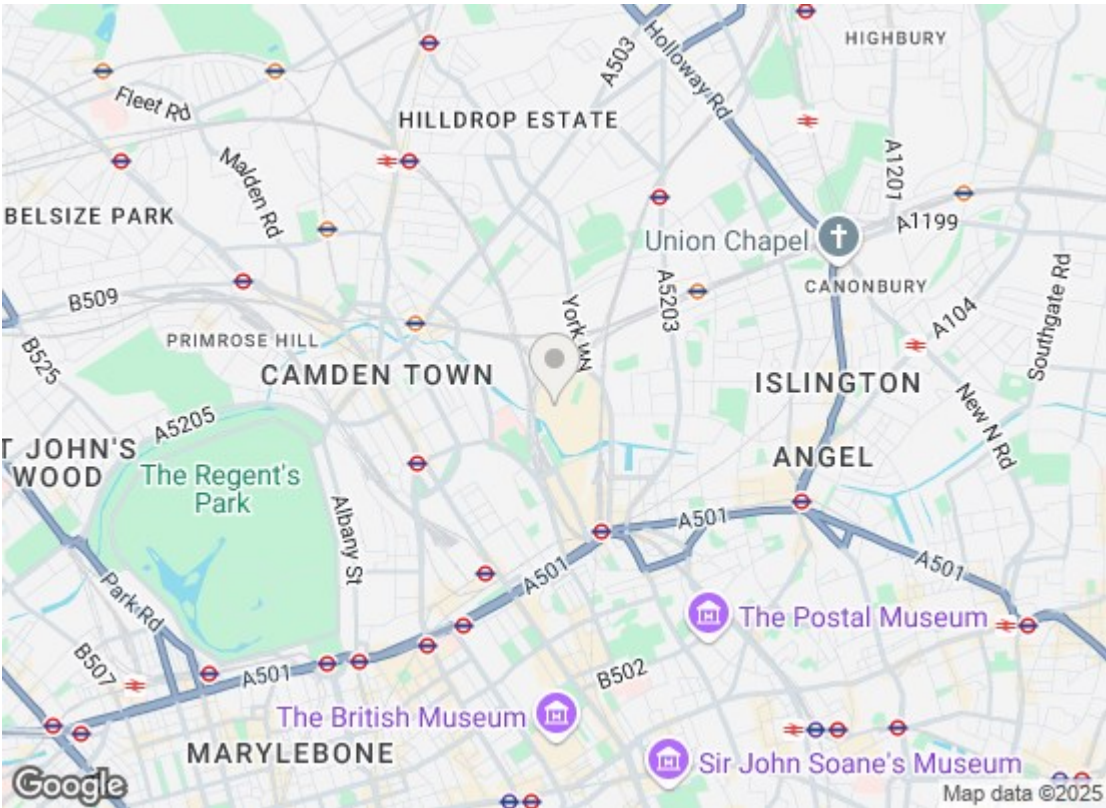 HIGHBURY
Holloway Rd
A503
Fleet Rd
HILLDROP ESTATE
Malden Rd
A1201
BELSIZE PARK
A1199
Union Chapel
CANONBURY
B509
A5203
York Wy
A104
Southgate Rd
PRIMROSE HILL
B525
CAMDEN TOWN
ISLINGTON
A5205
New N Rd
T JOHN'S
WOOD
ANGEL
The Regent's
Park
Albany St
A501
A501
A501
Park Rd
The Postal Museum
B507
A501
B502
The British Museum
MARYLEBONE
Sir John Soane's Museum
Google
Map data ©2025